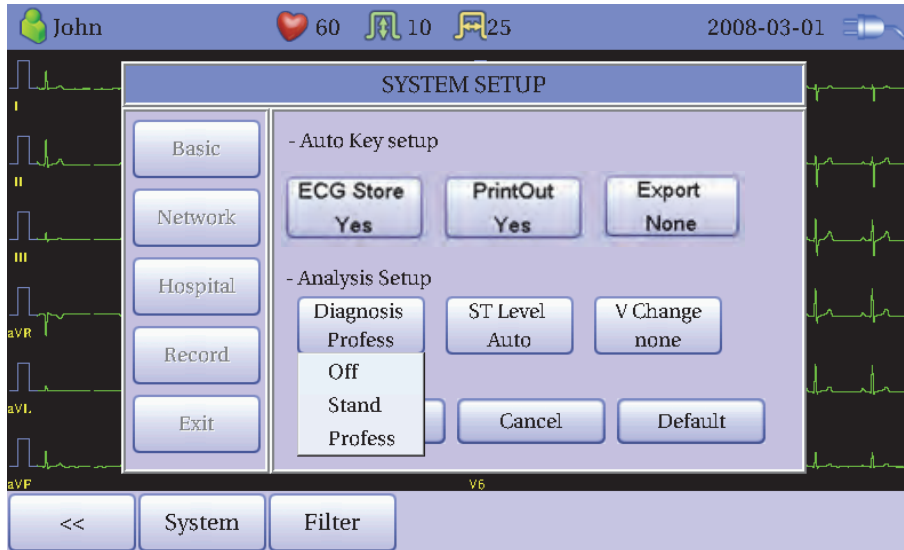 John 60 10 25 2008-03-01
SYSTEM SETUP
I
II
III
aVR
aVL
aVF
V6
Basic
Network
Hospital
Record
Exit
- Auto Key setup
ECG Store
Yes
PrintOut
Yes
Export
None
- Analysis Setup
Diagnosis
Profess
ST Level
Auto
V Change
none
Off
Stand
Profess
Cancel
Default
<< System Filter